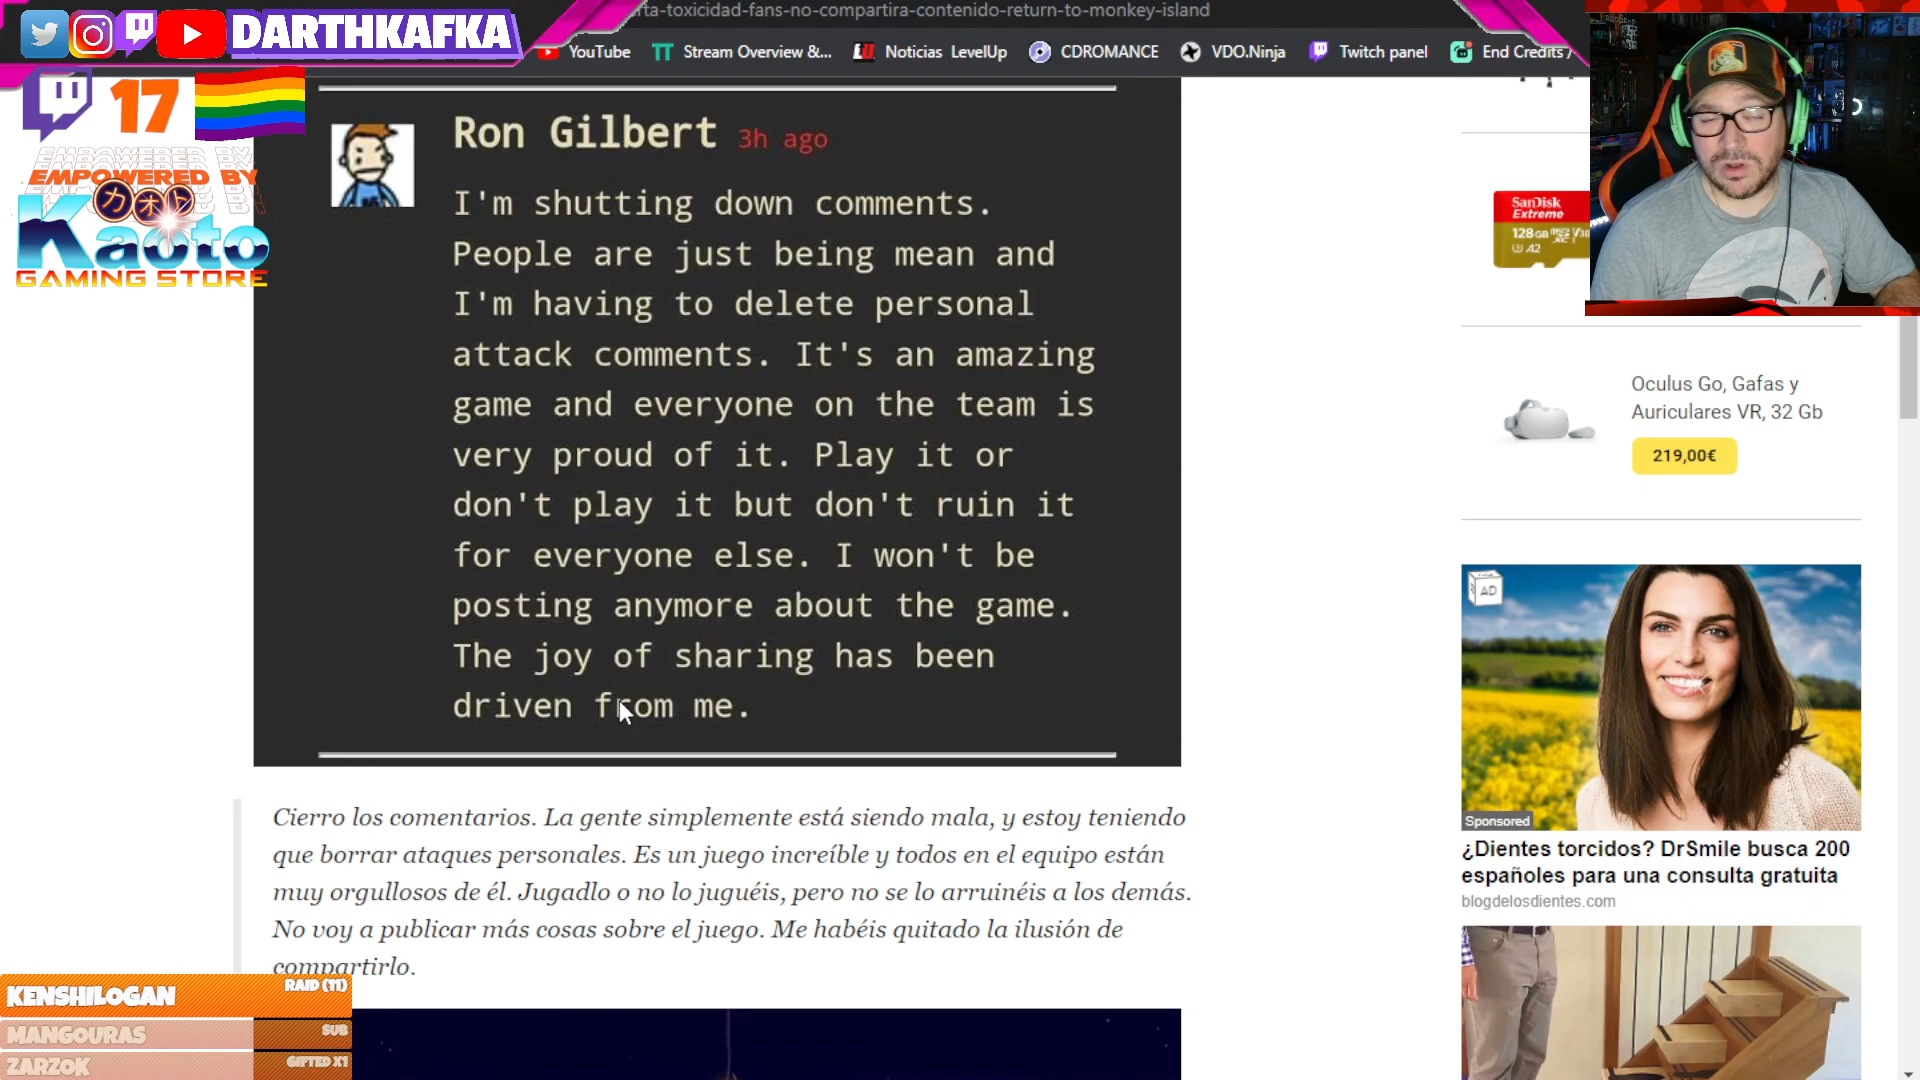 DARTHKAFKA
rta-toxicidad-fans-no-compartira-contenido-return-to-monkey-island
YouTube
Stream Overview &...
Noticias LevelUp
CDROMANCE
VDO.Ninja
Twitch panel
End Credits /
17
EMPOWERED BY
EMPOWERED BY
カオト
Kaoto
GAMING STORE
Ron Gilbert 3h ago
I'm shutting down comments.
People are just being mean and
I'm having to delete personal
attack comments. It's an amazing
game and everyone on the team is
very proud of it. Play it or
don't play it but don't ruin it
for everyone else. I won't be
posting anymore about the game.
The joy of sharing has been
driven from me.
Cierro los comentarios. La gente simplemente está siendo mala, y estoy teniendo
que borrar ataques personales. Es un juego increíble y todos en el equipo están
muy orgullosos de él. Jugadlo o no lo juguéis, pero no se lo arruinéis a los demás.
No voy a publicar más cosas sobre el juego. Me habéis quitado la ilusión de
compartirlo.
SanDisk
Extreme
128GB
A2
Oculus Go, Gafas y
Auriculares VR, 32 Gb
219,00€
AD
Sponsored
¿Dientes torcidos? DrSmile busca 200
españoles para una consulta gratuita
blogdelosdientes.com
KENSHILOGAN RAID (11)
MANGOURAS SUB
ZARZOK GIFTED X1